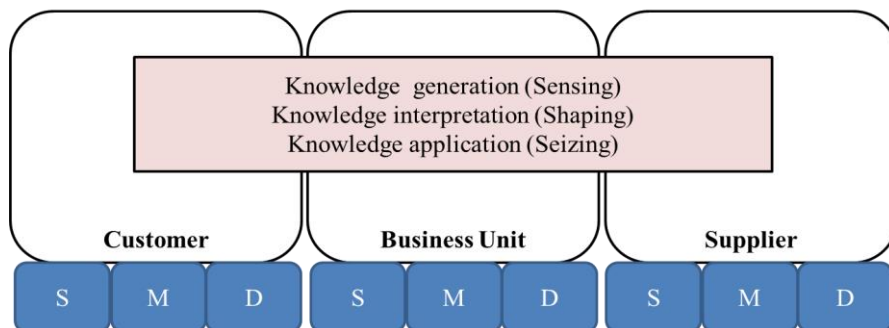 Knowledge generation (Sensing)
Knowledge interpretation (Shaping)
Knowledge application (Seizing)
Customer Business Unit Supplier
S M D S M D S M D